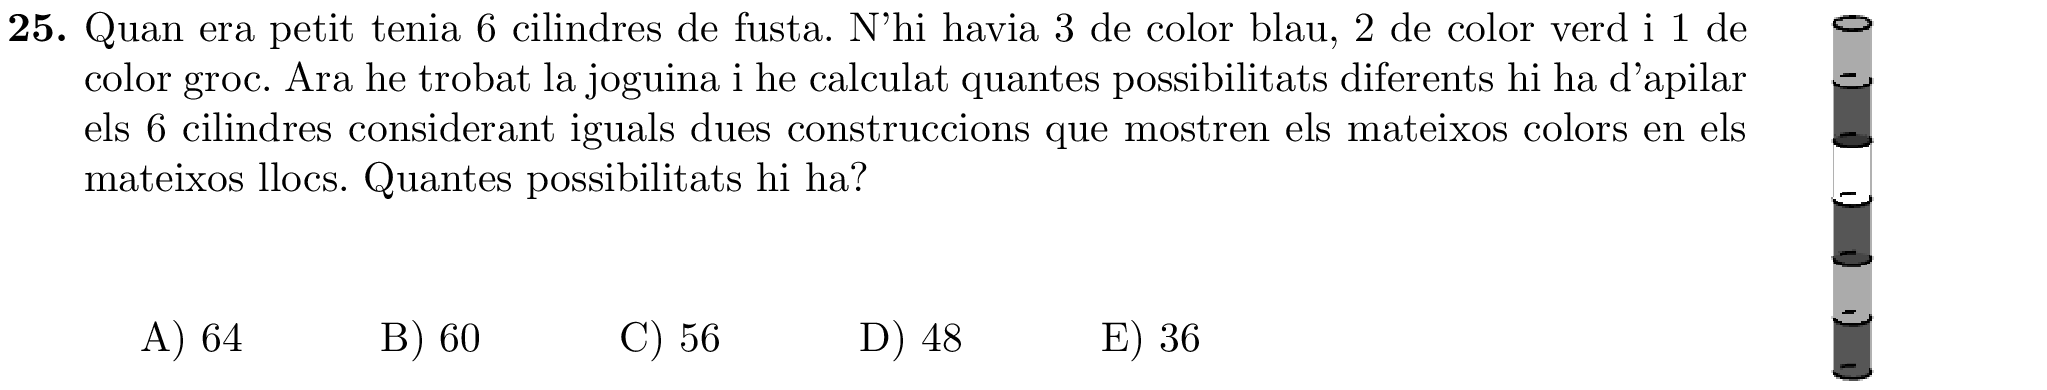 25. Quan era petit tenia 6 cilindres de fusta. N'hi havia 3 de color blau, 2 de color verd i 1 de
color groc. Ara he trobat la joguina i he calculat quantes possibilitats diferents hi ha d'apilar
els 6 cilindres considerant iguals dues construccions que mostren els mateixos colors en els
mateixos llocs. Quantes possibilitats hi ha?
A) 64 B) 60 C) 56 D) 48 E) 36